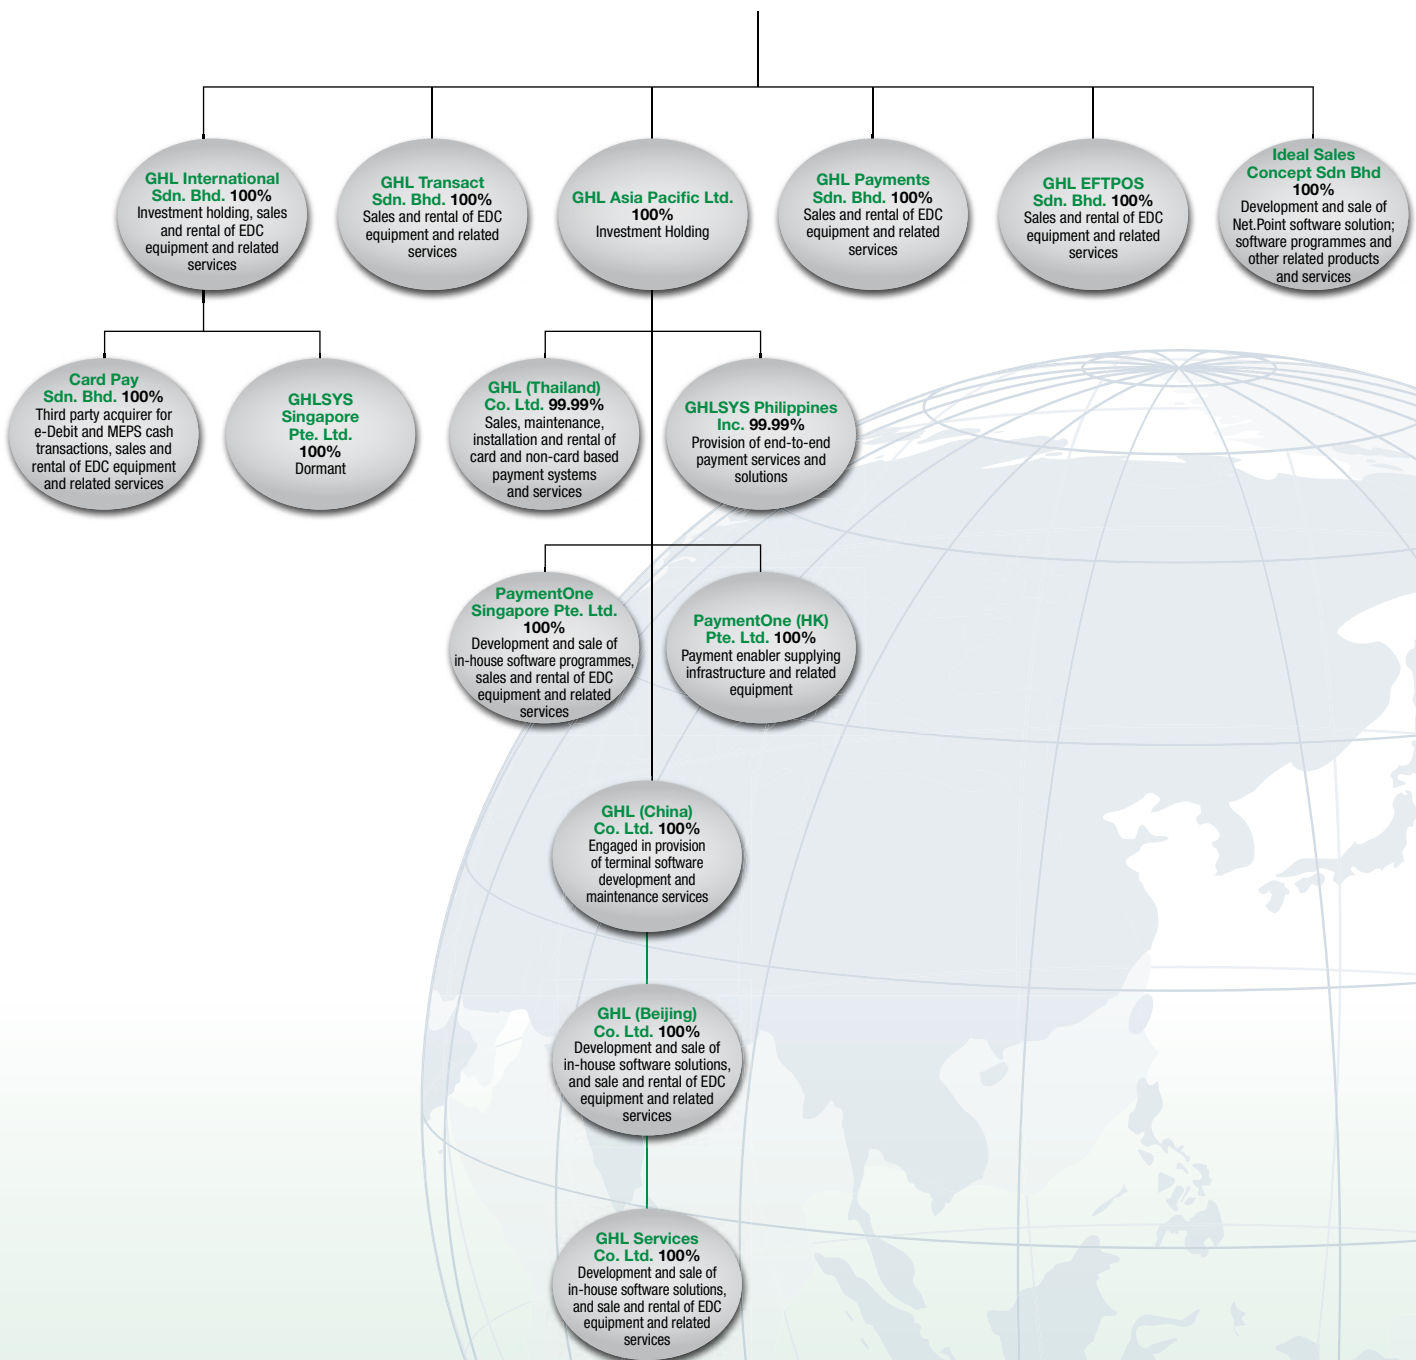 GHL International
Sdn. Bhd. 100%
Investment holding, sales
and rental of EDC
equipment and related
services
GHL Transact
Sdn. Bhd. 100%
Sales and rental of EDC
equipment and related
services
GHL Asia Pacific Ltd.
100%
Investment Holding
GHL Payments
Sdn. Bhd. 100%
Sales and rental of EDC
equipment and related
services
GHL EFTPOS
Sdn. Bhd. 100%
Sales and rental of EDC
equipment and related
services
Ideal Sales
Concept Sdn Bhd
100%
Development and sale of
Net.Point software solution;
software programmes and
other related products
and services
Card Pay
Sdn. Bhd. 100%
Third party acquirer for
e-Debit and MEPS cash
transactions, sales and
rental of EDC equipment
and related services
GHLSYS
Singapore
Pte. Ltd.
100%
Dormant
GHL (Thailand)
Co. Ltd. 99.99%
Sales, maintenance,
installation and rental of
card and non-card based
payment systems
and services
GHLSYS Philippines
Inc. 99.99%
Provision of end-to-end
payment services and
solutions
PaymentOne
Singapore Pte. Ltd.
100%
Development and sale of
in-house software programmes,
sales and rental of EDC
equipment and related
services
PaymentOne (HK)
Pte. Ltd. 100%
Payment enabler supplying
infrastructure and related
equipment
GHL (China)
Co. Ltd. 100%
Engaged in provision
of terminal software
development and
maintenance services
GHL (Beijing)
Co. Ltd. 100%
Development and sale of
in-house software solutions,
and sale and rental of EDC
equipment and related
services
GHL Services
Co. Ltd. 100%
Development and sale of
in-house software solutions,
and sale and rental of EDC
equipment and related
services